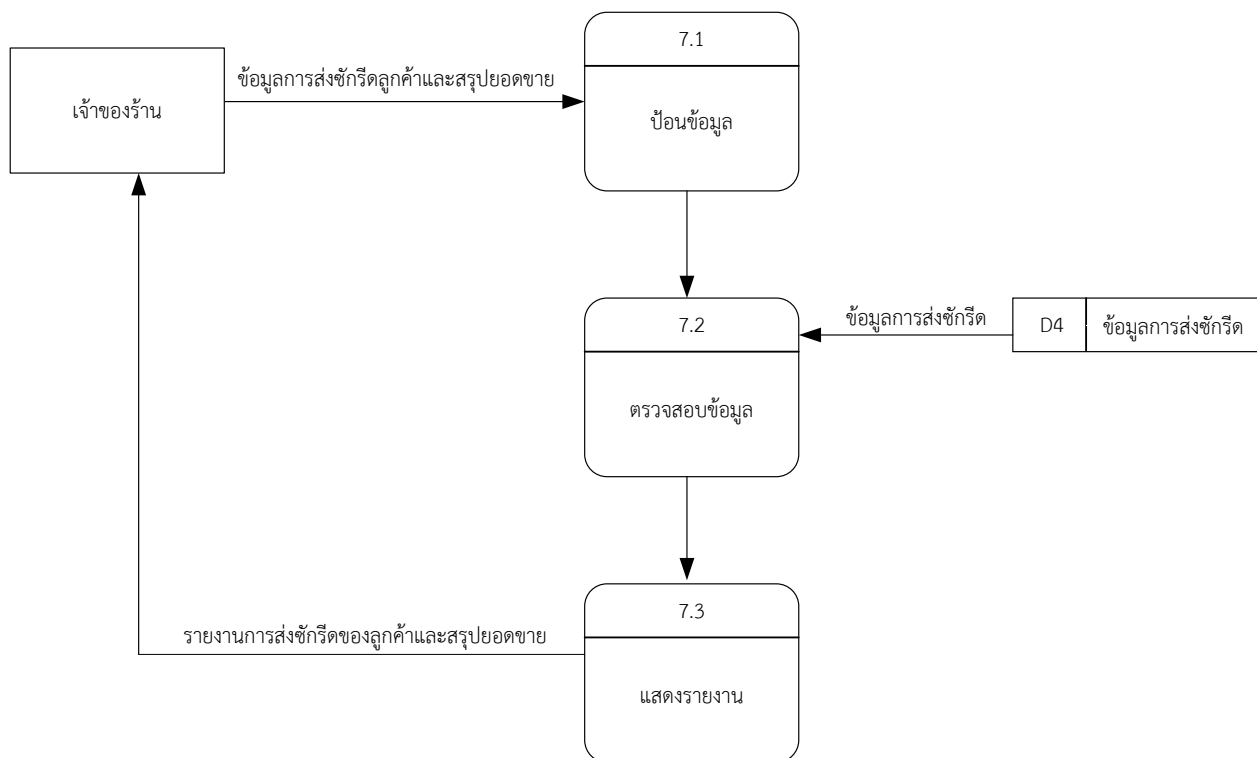 7.1
ข้อมูลการส่งซักรีดลูกค้าและสรุปยอดขาย
เจ้าของร้าน
ป้อนข้อมูล
7.2
ข้อมูลการส่งซักรีด
D4
ข้อมูลการส่งซักรีด
ตรวจสอบข้อมูล
7.3
รายงานการส่งซักรีดของลูกค้าและสรุปยอดขาย
แสดงรายงาน